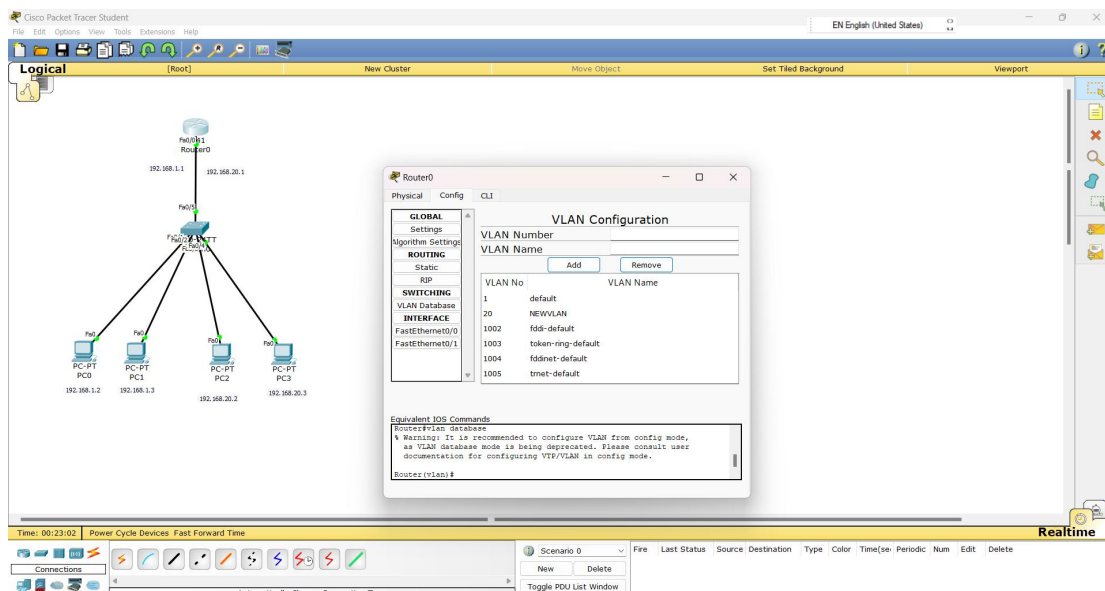 Cisco Packet Tracer Student
EN English (United States)
File Edit Options View Tools Extensions Help
Logical
[Root]
New Cluster
Move Object
Set Tiled Background
Viewport
Router0
192.168.1.1
192.168.20.1
Fa0/5
Fa0
Fa0
Fa0
Fa0
PC-PT
PC0
PC-PT
PC1
PC-PT
PC2
PC-PT
PC3
192.168.1.2
192.168.1.3
192.168.20.2
192.168.20.3
Router0
Physical Config CLI
GLOBAL
Settings
Algorithm Settings
ROUTING
Static
RIP
SWITCHING
VLAN Database
INTERFACE
FastEthernet0/0
FastEthernet0/1
VLAN Configuration
VLAN Number
VLAN Name
Add Remove
VLAN No VLAN Name
1 default
20 NEWVLAN
1002 fddi-default
1003 token-ring-default
1004 fddinet-default
1005 trnet-default
Equivalent IOS Commands
Router#vlan database
% Warning: It is recommended to configure VLAN from config mode,
as VLAN database mode is being deprecated. Please consult user
documentation for configuring VTP/VLAN in config mode.
Router(vlan)#
Time: 00:23:02 Power Cycle Devices Fast Forward Time
Realtime
Connections
Scenario 0
New Delete
Toggle PDU List Window
Fire Last Status Source Destination Type Color Time(sec Periodic Num Edit Delete